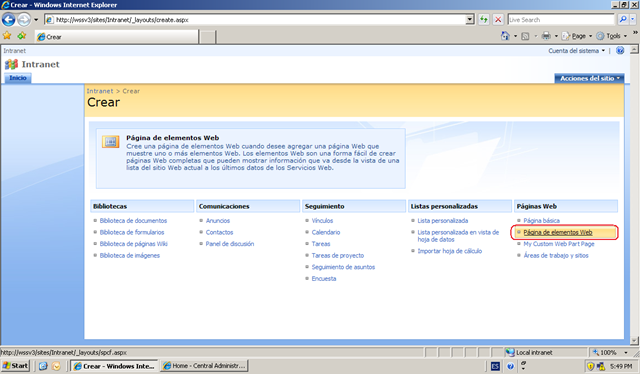 Crear - Windows Internet Explorer
http://wssv3/sites/Intranet/_layouts/create.aspx
Live Search
Crear
Page
Tools
Intranet
Cuenta del sistema
Intranet
Inicio
Acciones del sitio
Intranet > Crear
Crear
Página de elementos Web
Cree una página de elementos Web cuando desee agregar una página Web que
muestre uno o más elementos Web. Los elementos Web son una forma fácil de crear
páginas Web completas que pueden mostrar información que va desde la vista de una
lista del sitio Web actual a los últimos datos de los Servicios Web.
Bibliotecas
Biblioteca de documentos
Biblioteca de formularios
Biblioteca de páginas Wiki
Biblioteca de imágenes
Comunicaciones
Anuncios
Contactos
Panel de discusión
Seguimiento
Vínculos
Calendario
Tareas
Tareas de proyecto
Seguimiento de asuntos
Encuesta
Listas personalizadas
Lista personalizada
Lista personalizada en vista de
hoja de datos
Importar hoja de cálculo
Páginas Web
Página básica
Página de elementos Web
My Custom Web Part Page
Áreas de trabajo y sitios
http://wssv3/sites/Intranet/_layouts/spcf.aspx
Local intranet
100%
Start
Crear - Windows Inte...
Home - Central Administr...
ES
5:49 PM